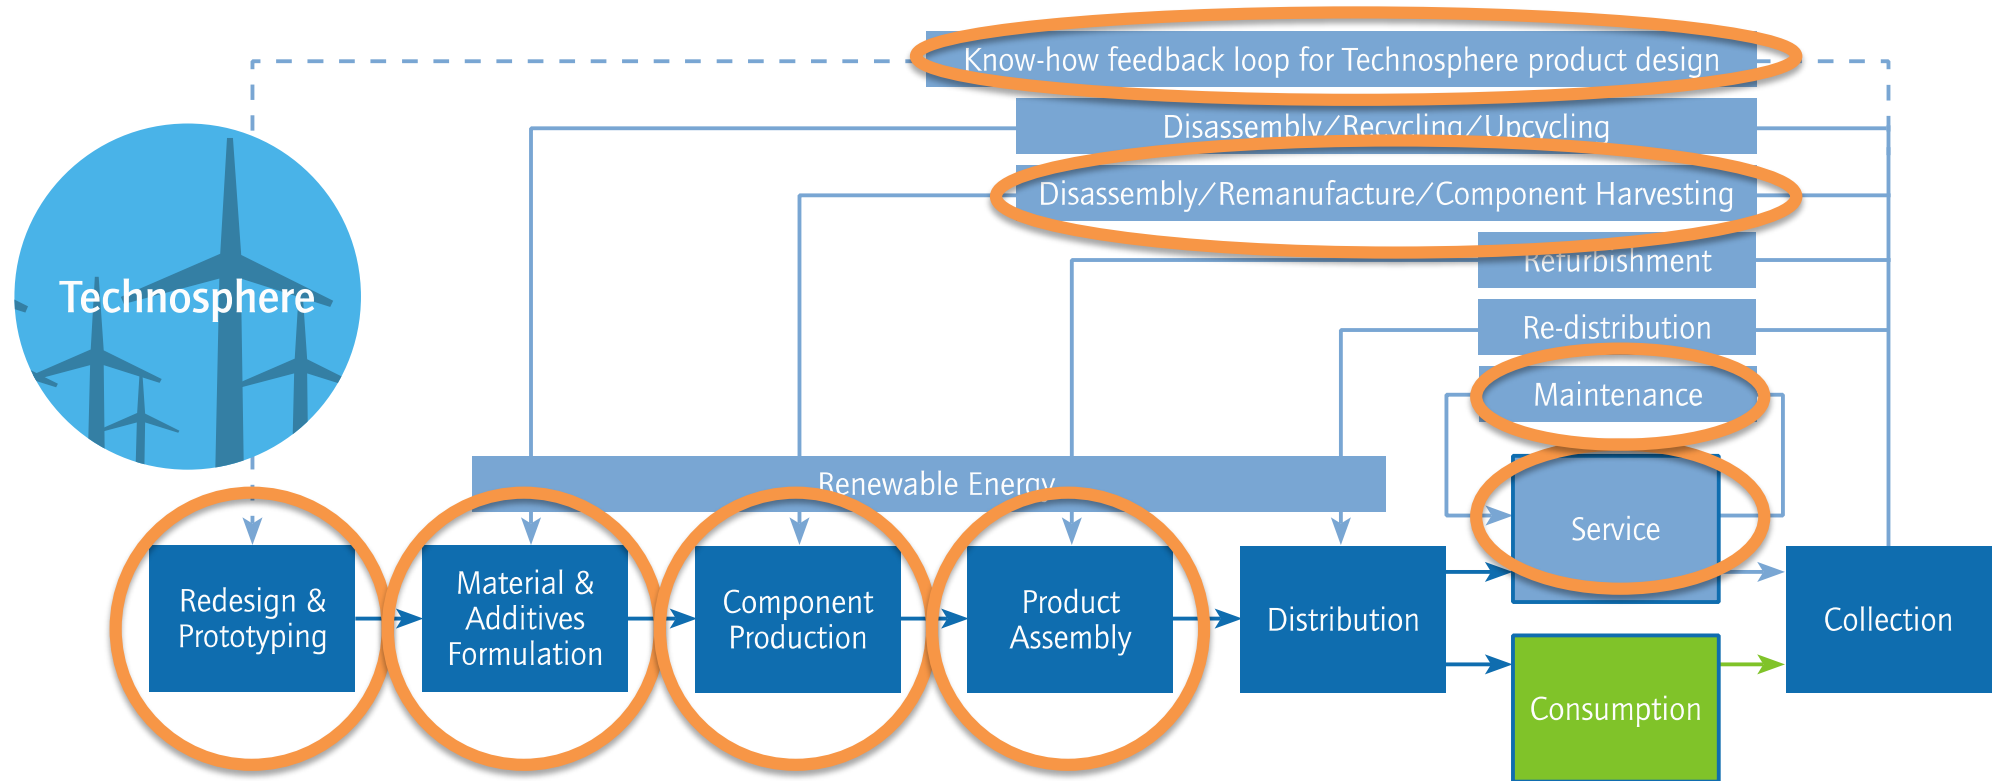 Know-how feedback loop for Technosphere product design
Disassembly/Recycling/Upcycling
Disassembly/Remanufacture/Component Harvesting
Refurbishment
Technosphere
Re-distribution
Maintenance
Renewable Energy
Service
Redesign &
Prototyping
Material &
Additives
Formulation
Component
Production
Product
Assembly
Distribution
Collection
Consumption